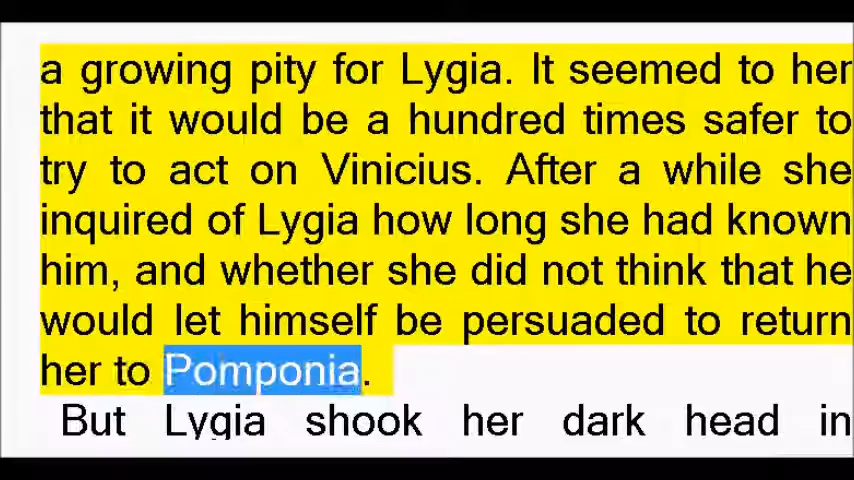 a growing pity for Lygia. It seemed to her
that it would be a hundred times safer to
try to act on Vinicius. After a while she
inquired of Lygia how long she had known
him, and whether she did not think that he
would let himself be persuaded to return
her to Pomponia.
But Lygia shook her dark head in